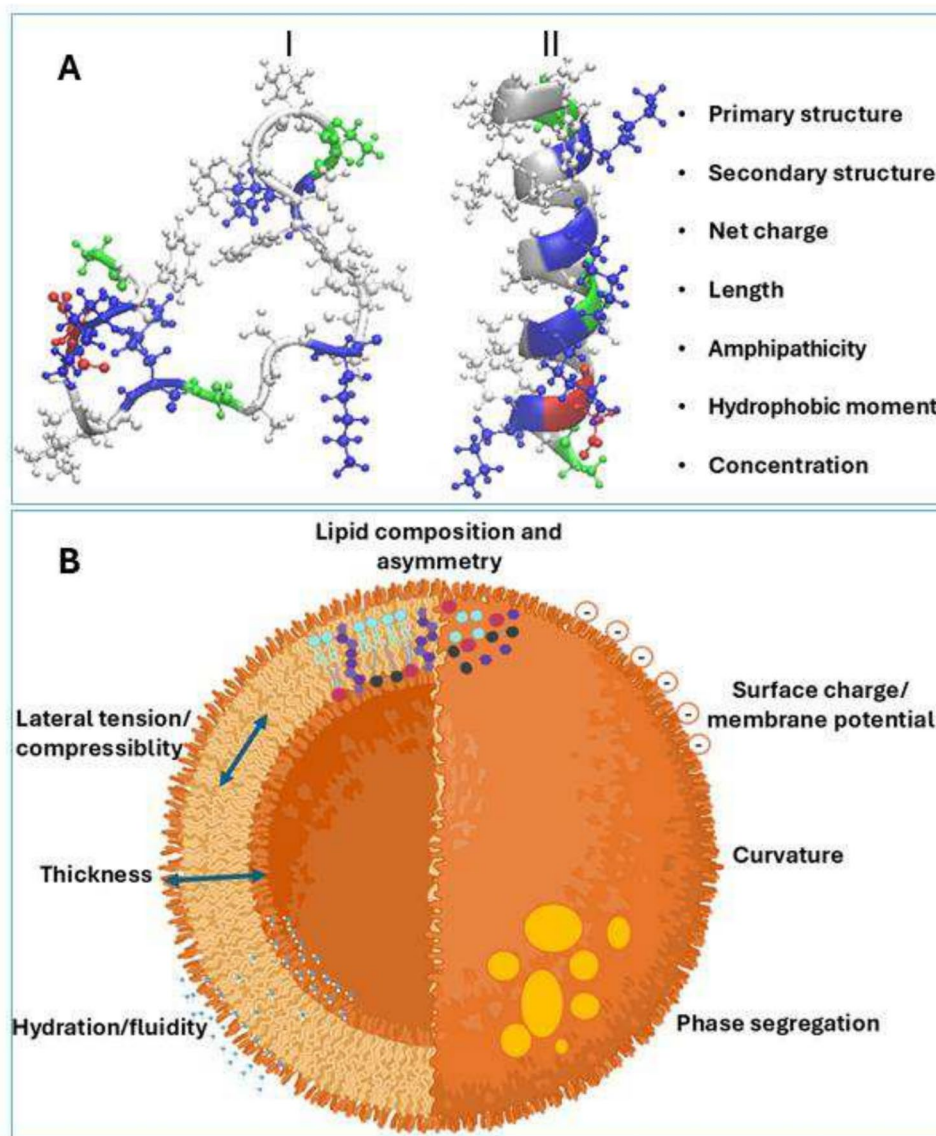 A
I
II
• Primary structure
• Secondary structure
• Net charge
• Length
• Amphipathicity
• Hydrophobic moment
• Concentration
B
Lipid composition and
asymmetry
Lateral tension/
compressiblity
Thickness
Hydration/fluidity
-
-
-
-
-
Surface charge/
membrane potential
Curvature
Phase segregation